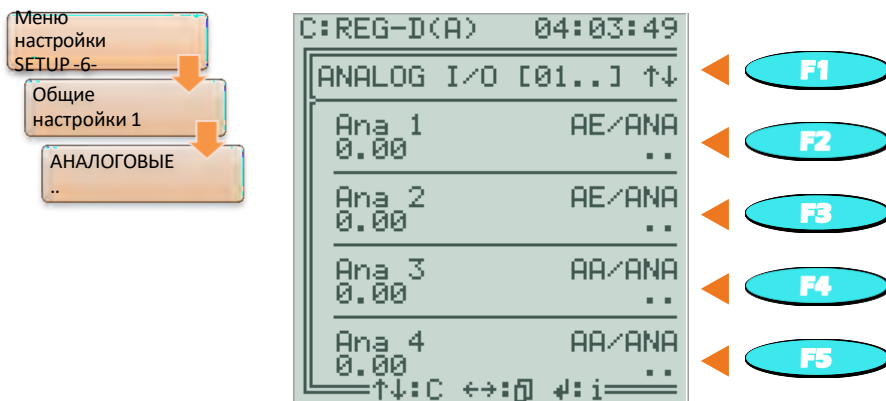 Меню
настройки
SETUP -6-
Общие
настройки 1
АНАЛОГОВЫЕ
..
C:REG-D(A) 04:03:49
ANALOG I/O [01..] ↑↓
Ana 1 AE/ANA
0.00 ..
Ana 2 AE/ANA
0.00 ..
Ana 3 AA/ANA
0.00 ..
Ana 4 AA/ANA
0.00 ..
↑↓:C ←→:🗇 ↲:i
F1
F2
F3
F4
F5